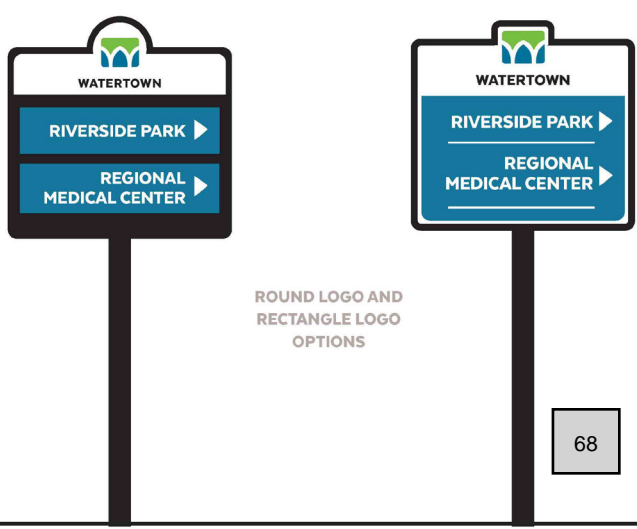 WATERTOWN
RIVERSIDE PARK
REGIONAL
MEDICAL CENTER
WATERTOWN
RIVERSIDE PARK
REGIONAL
MEDICAL CENTER
ROUND LOGO AND
RECTANGLE LOGO
OPTIONS
68